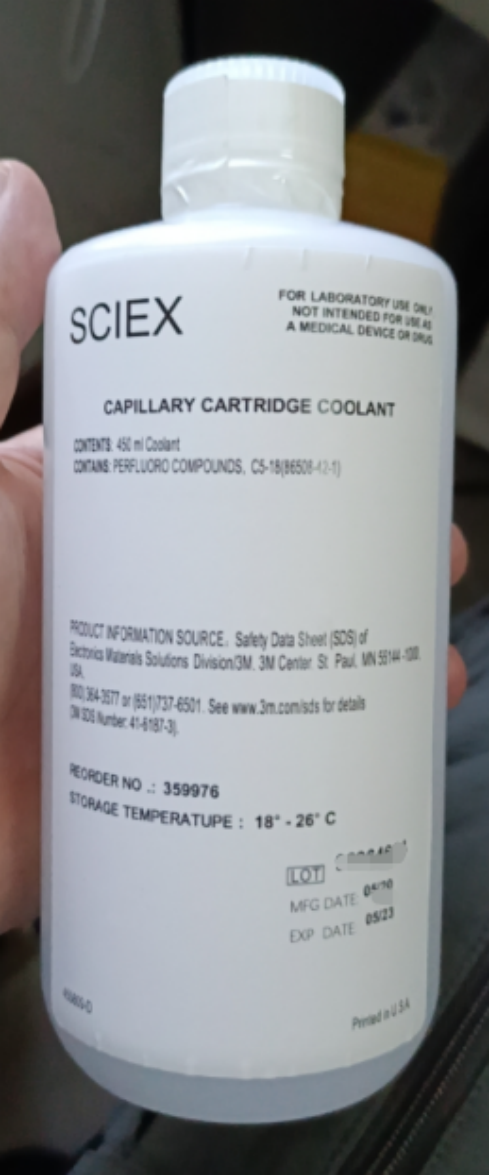 SCIEX
FOR LABORATORY USE ONLY
NOT INTENDED FOR USE AS
A MEDICAL DEVICE OR DRUG
CAPILLARY CARTRIDGE COOLANT
CONTENTS: 450 ml Coolant
CONTAINS: PERFLUORO COMPOUNDS, C5-18(86508-42-1)
PRODUCT INFORMATION SOURCE: Safety Data Sheet (SDS) of
Electronics Materials Solutions Division/3M, 3M Center St. Paul, MN 55144-1000,
USA,
(800)364-3577 or (651)737-6501. See www.3m.com/sds for details
(3M SDS Number: 41-6187-3).
REORDER NO .: 359976
STORAGE TEMPERATUPE : 18° - 26° C
LOT
MFG DATE
EXP DATE 05/23
Printed in U.S.A